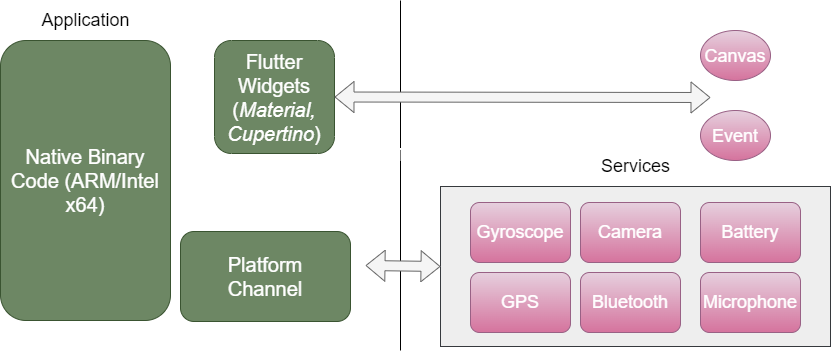 Application
Native Binary
Code (ARM/Intel
x64)
Flutter
Widgets
(Material,
Cupertino)
Platform
Channel
Canvas
Event
Services
Gyroscope
Camera
Battery
GPS
Bluetooth
Microphone